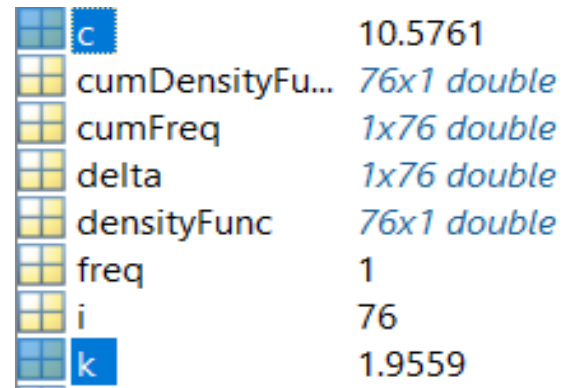 c 10.5761
cumDensityFu... 76x1 double
cumFreq 1x76 double
delta 1x76 double
densityFunc 76x1 double
freq 1
i 76
k 1.9559